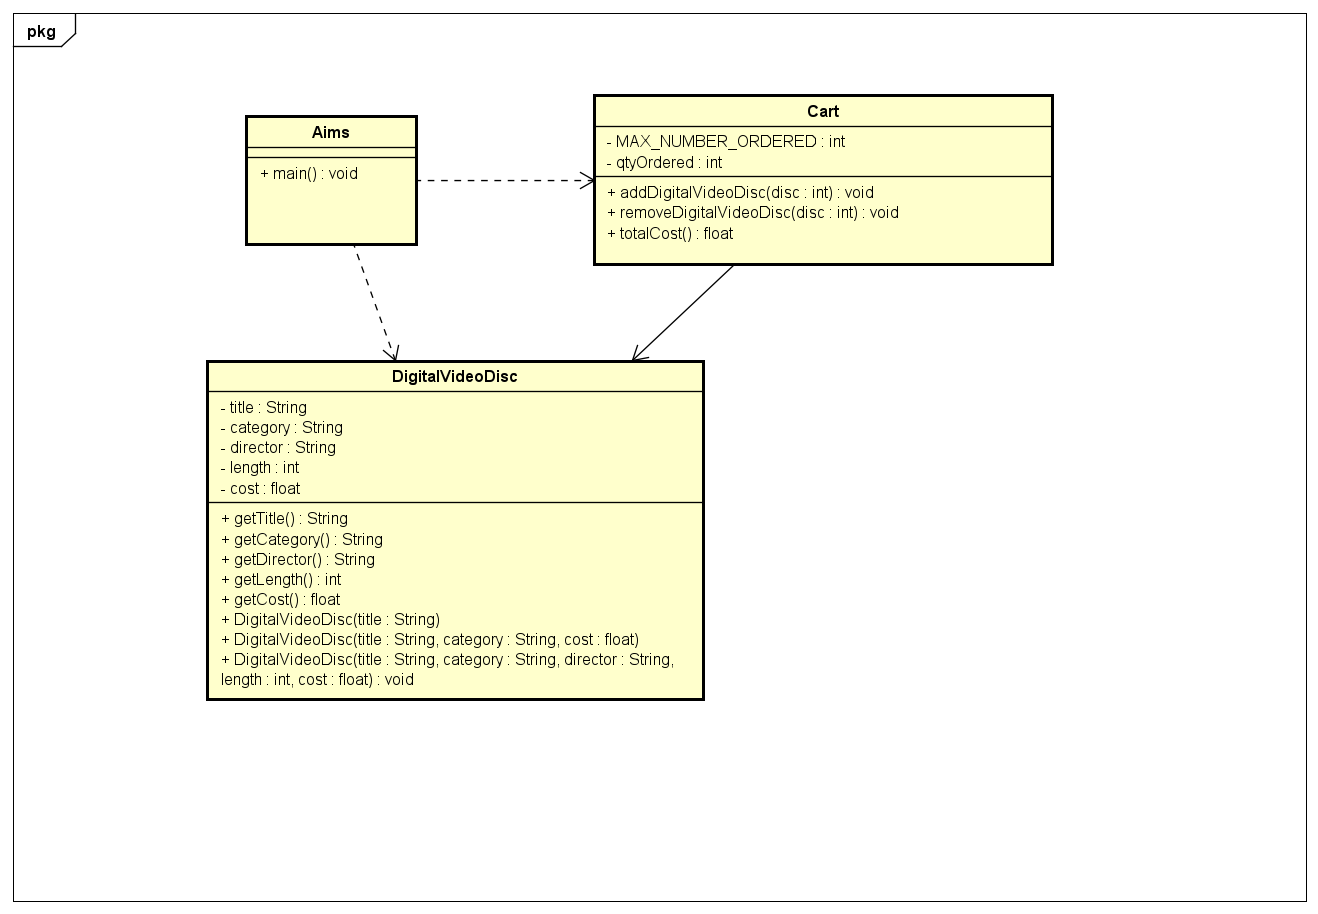 pkg
Aims
+ main() : void
Cart
- MAX_NUMBER_ORDERED : int
- qtyOrdered : int
+ addDigitalVideoDisc(disc : int) : void
+ removeDigitalVideoDisc(disc : int) : void
+ totalCost() : float
DigitalVideoDisc
- title : String
- category : String
- director : String
- length : int
- cost : float
+ getTitle() : String
+ getCategory() : String
+ getDirector() : String
+ getLength() : int
+ getCost() : float
+ DigitalVideoDisc(title : String)
+ DigitalVideoDisc(title : String, category : String, cost : float)
+ DigitalVideoDisc(title : String, category : String, director : String,
length : int, cost : float) : void